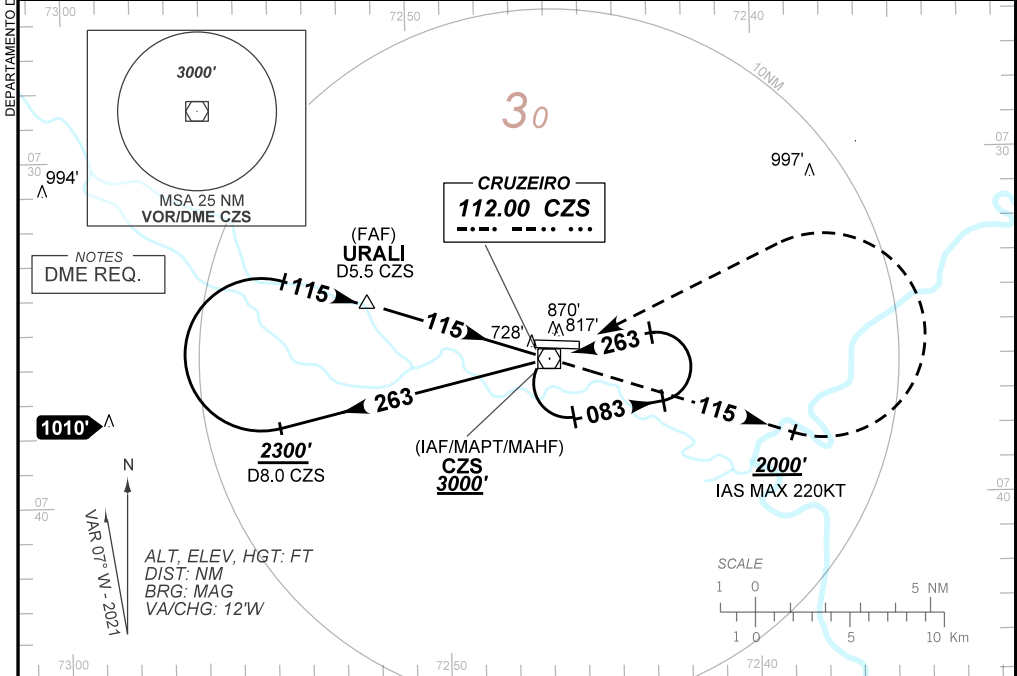 DEPARTAMENTO D
73 00
72 50
72 40
3000'
MSA 25 NM
VOR/DME CZS
10NM
30
07
30
07
30
994'
997'
CRUZEIRO
112.00 CZS
NOTES
DME REQ.
(FAF)
URALI
D5.5 CZS
115
115
728'
870'
817'
263
263
083
115
1010'
2300'
D8.0 CZS
(IAF/MAPT/MAHF)
CZS
3000'
2000'
IAS MAX 220KT
N
VAR 07° W - 2021
07
40
07
40
ALT, ELEV, HGT: FT
DIST: NM
BRG: MAG
VA/CHG: 12'W
SCALE
1 0 5 NM
1 0 5 10 Km
73 00
72 50
72 40